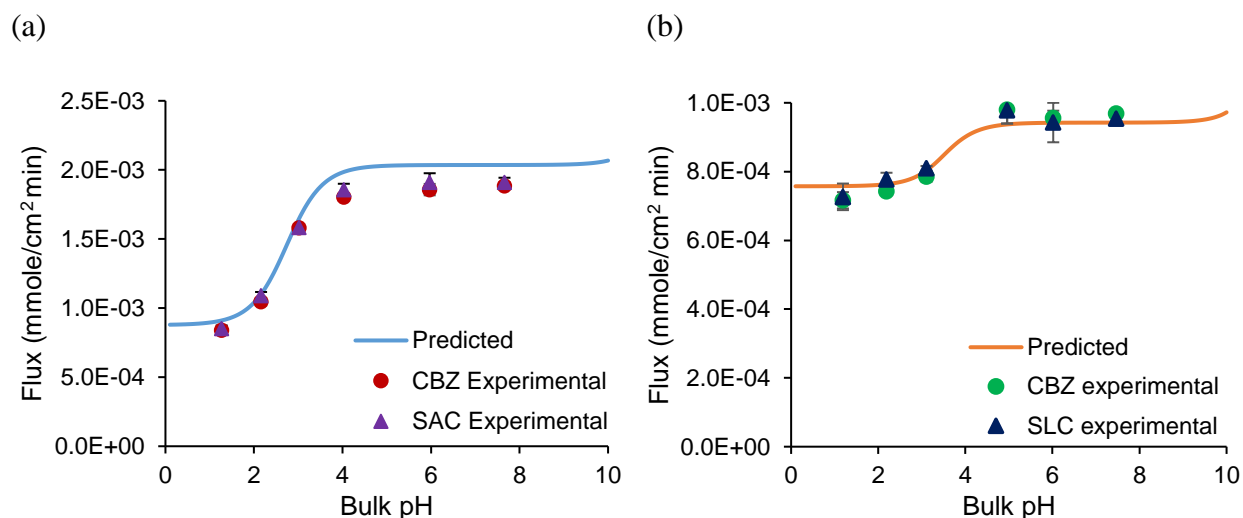 (a)
2.5E-03
2.0E-03
1.5E-03
1.0E-03
5.0E-04
0.0E+00
Flux (mmole/cm² min)
Predicted
CBZ Experimental
SAC Experimental
0 2 4 6 8 10
Bulk pH
(b)
1.0E-03
8.0E-04
6.0E-04
4.0E-04
2.0E-04
0.0E+00
Flux (mmole/cm² min)
Predicted
CBZ experimental
SLC experimental
0 2 4 6 8 10
Bulk pH